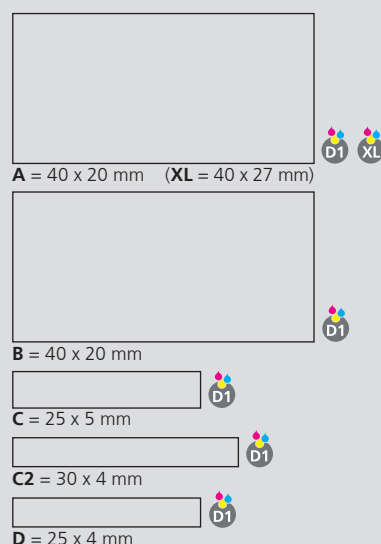 D1 XL
A = 40 x 20 mm (XL = 40 x 27 mm)
D1
B = 40 x 20 mm
D1
C = 25 x 5 mm
D1
C2 = 30 x 4 mm
D1
D = 25 x 4 mm